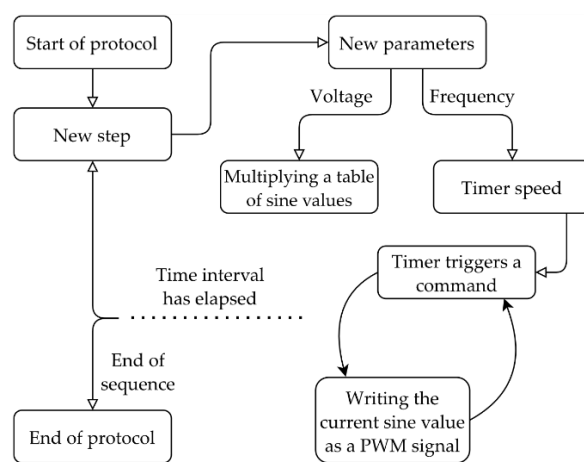 Start of protocol
New parameters
Voltage
Frequency
New step
Multiplying a table
of sine values
Timer speed
Time interval
has elapsed
Timer triggers a
command
End of
sequence
Writing the
current sine value
as a PWM signal
End of protocol